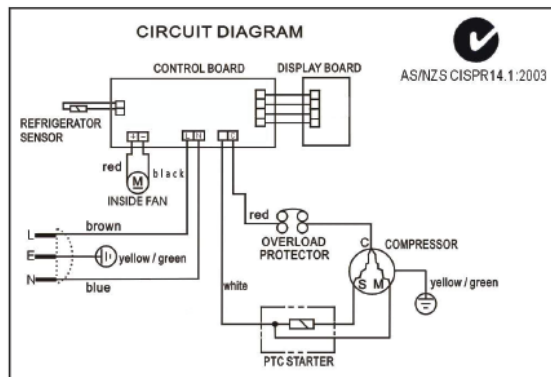 CIRCUIT DIAGRAM
AS/NZS CISPR14.1:2003
CONTROL BOARD
DISPLAY BOARD
REFRIGERATOR
SENSOR
+ -
L N
C
red
black
M
INSIDE FAN
L
brown
E
yellow / green
N
blue
white
red
OVERLOAD
PROTECTOR
C
COMPRESSOR
S M
yellow / green
PTC STARTER